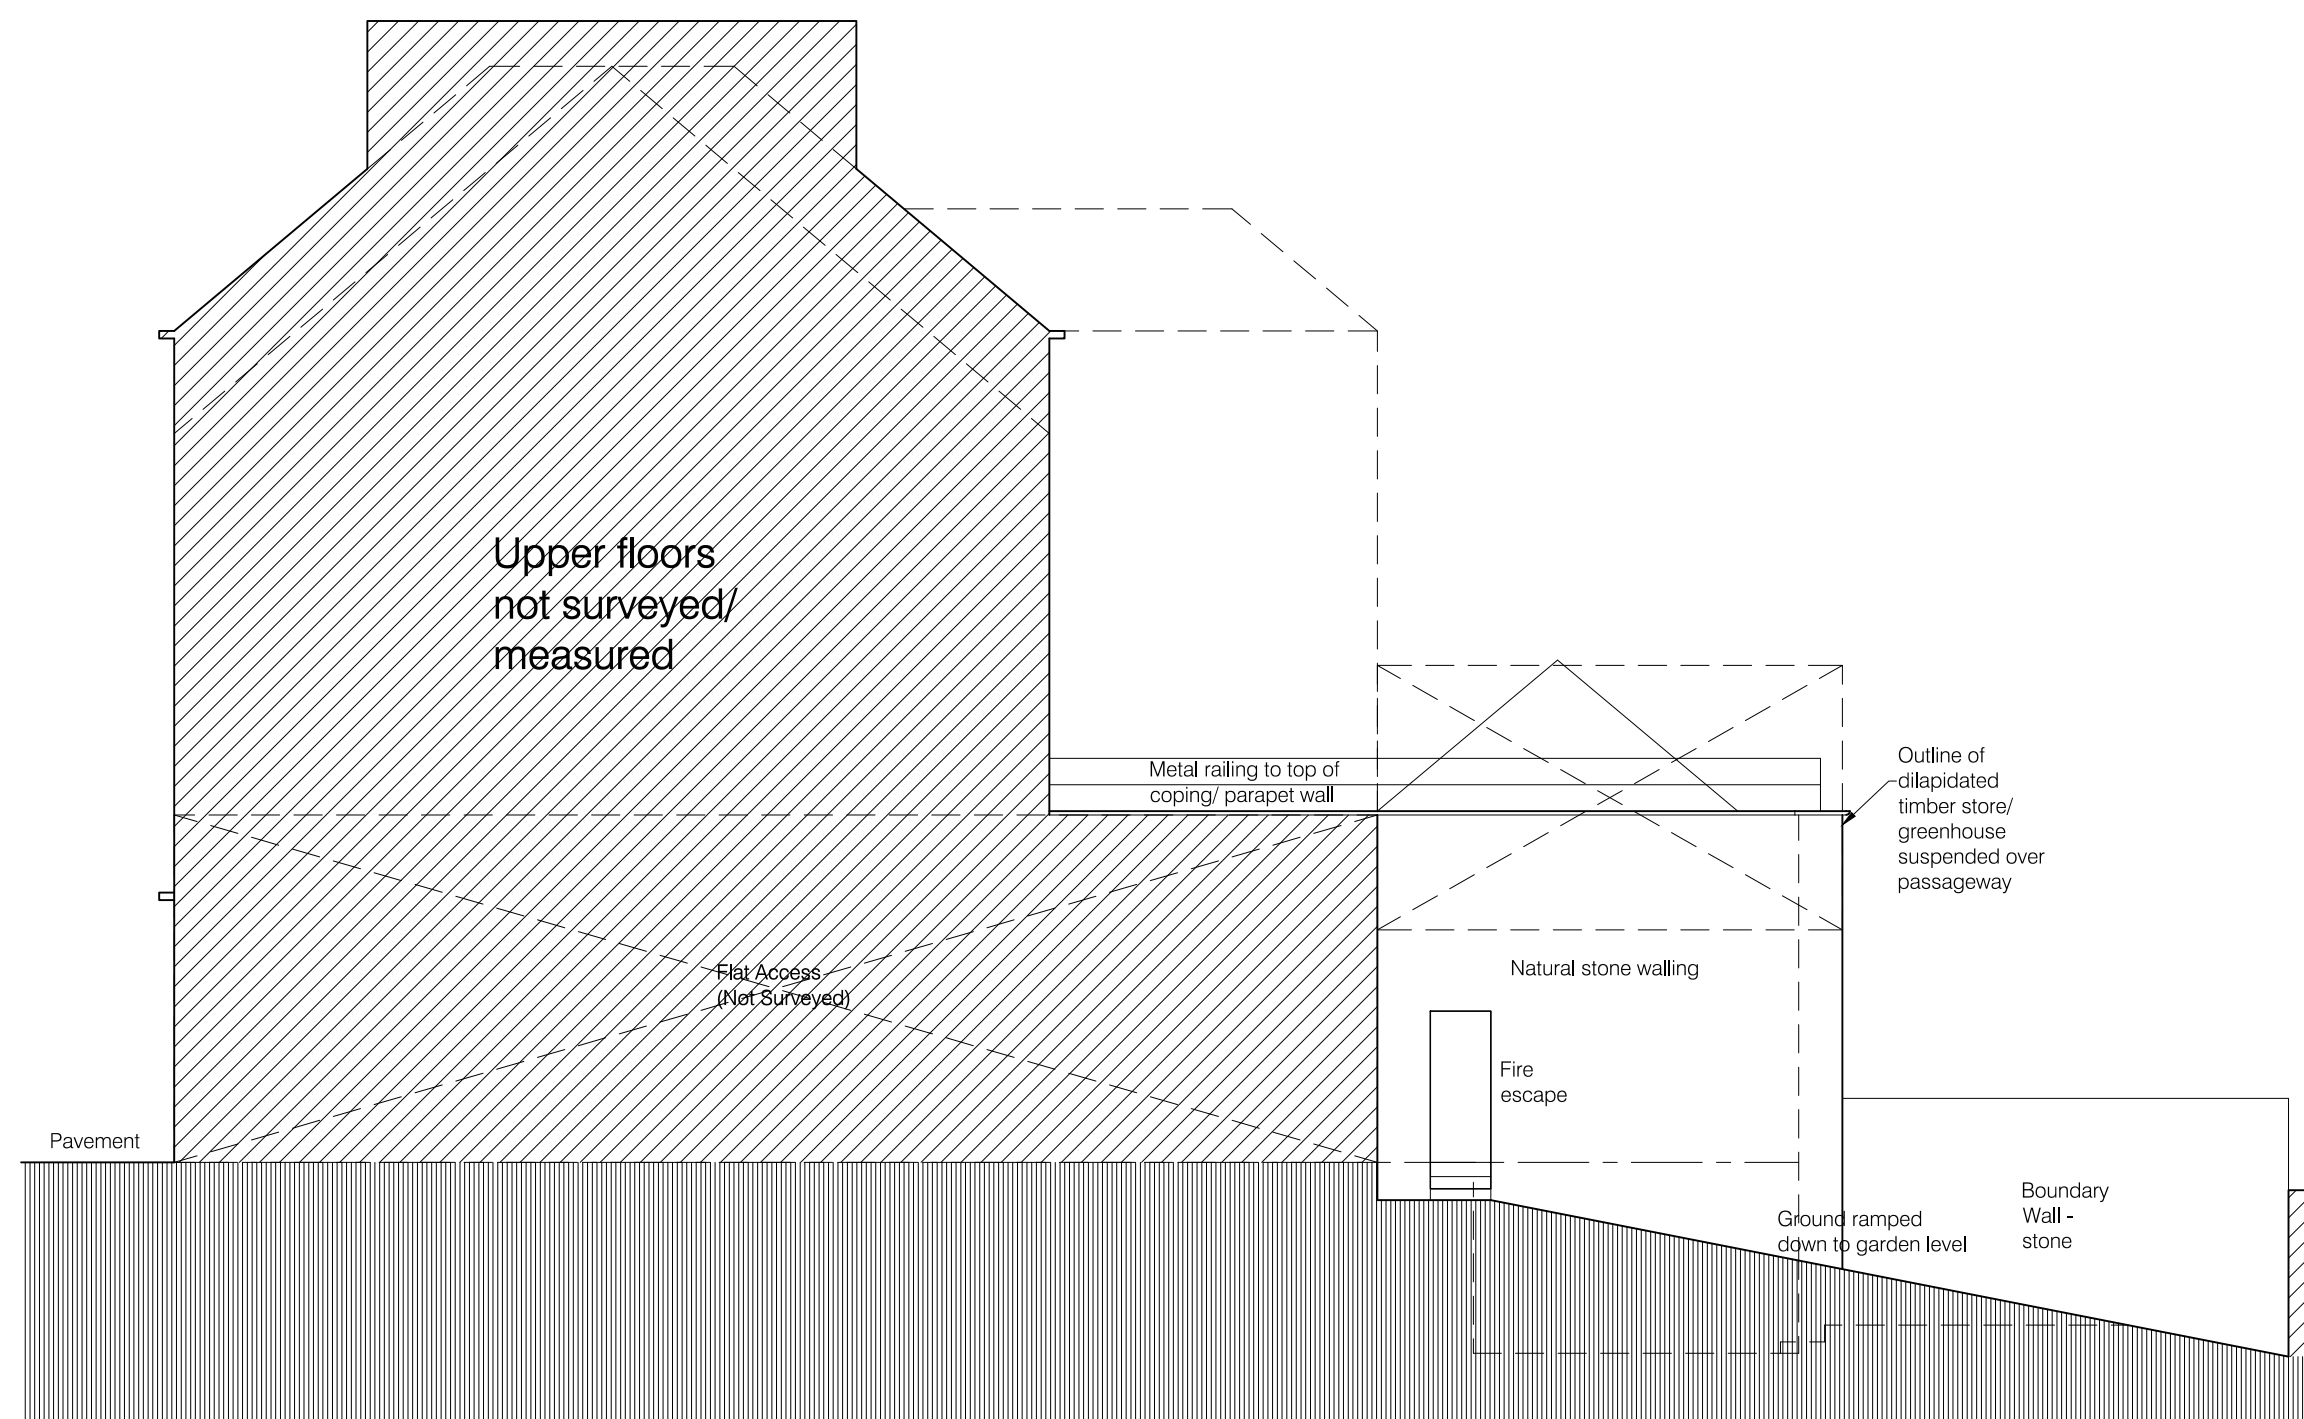 Upper floors
not surveyed/
measured
Metal railing to top of
coping/ parapet wall
Outline of
dilapidated
timber store/
greenhouse
suspended over
passageway
Flat Access
(Not Surveyed)
Natural stone walling
Fire
escape
Pavement
Ground ramped
down to garden level
Boundary
Wall -
stone